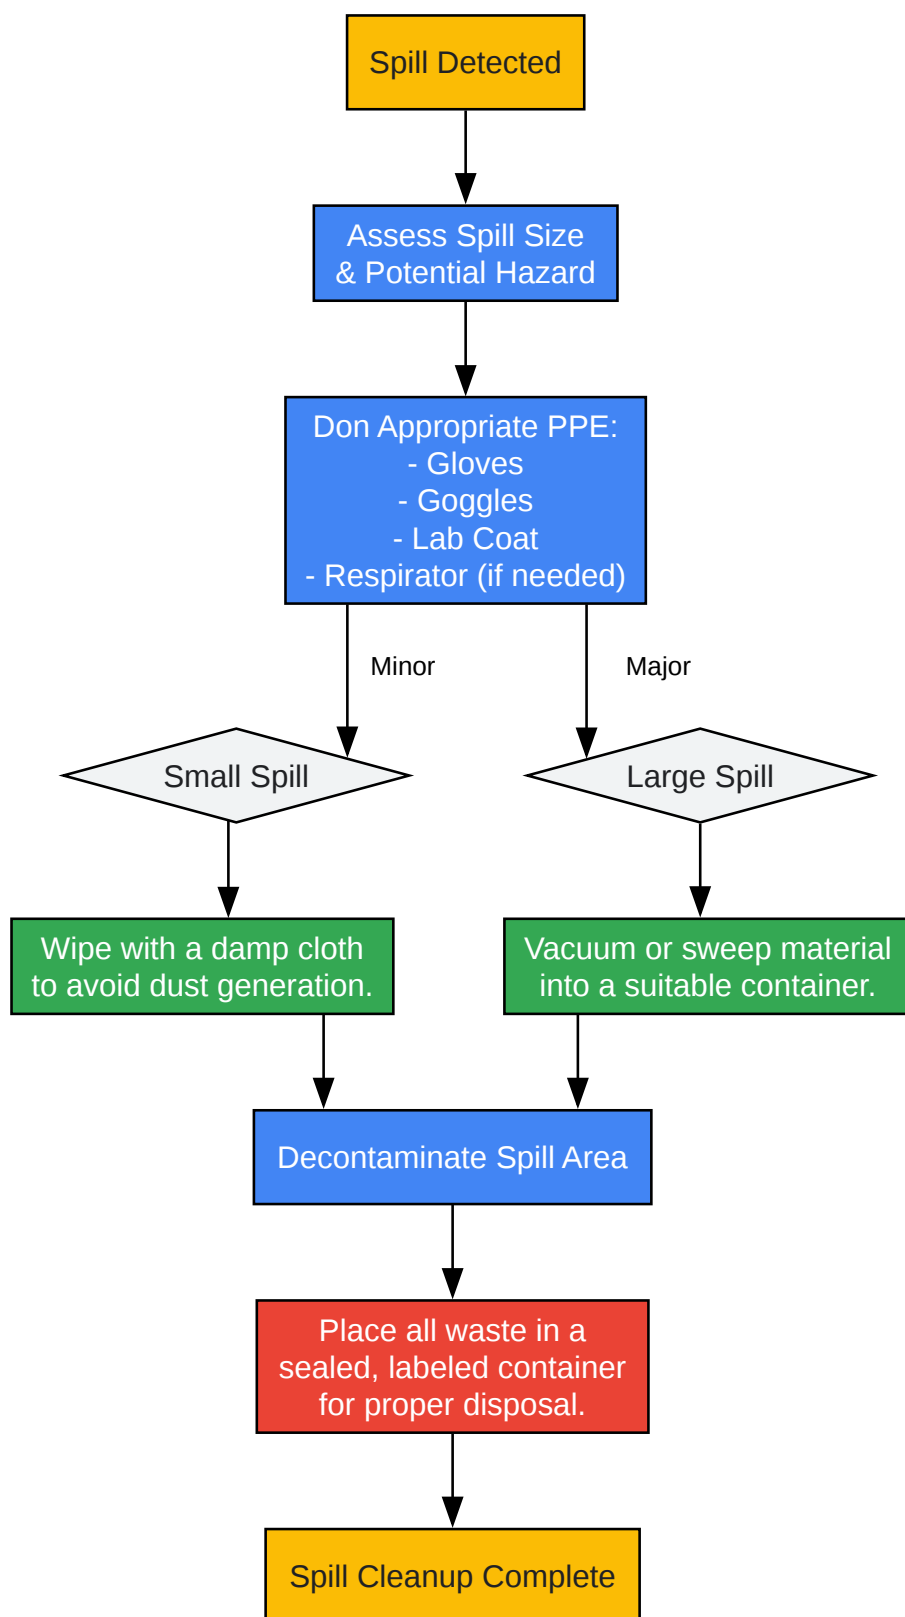 Spill Detected
Assess Spill Size
& Potential Hazard
Don Appropriate PPE:
- Gloves
- Goggles
- Lab Coat
- Respirator (if needed)
Minor
Major
Small Spill
Large Spill
Wipe with a damp cloth
to avoid dust generation.
Vacuum or sweep material
into a suitable container.
Decontaminate Spill Area
Place all waste in a
sealed, labeled container
for proper disposal.
Spill Cleanup Complete